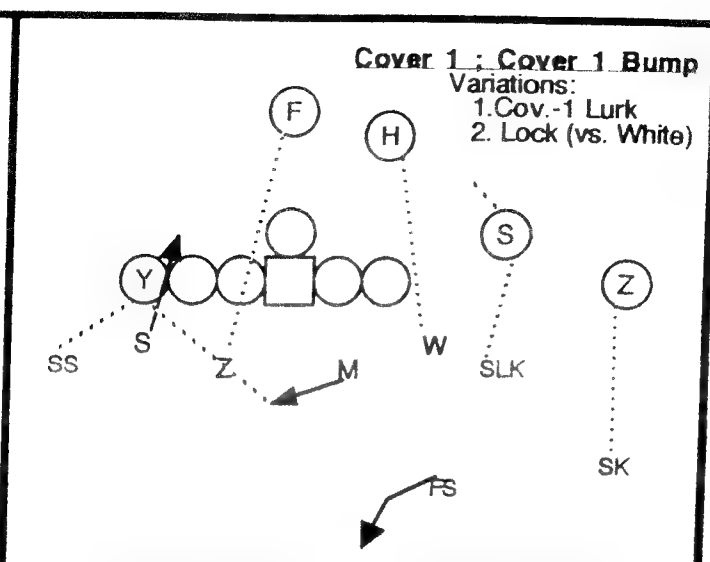 Cover 1 ; Cover 1 Bump
Variations:
1.Cov.-1 Lurk
2. Lock (vs. White)
F
H
S
Y
Z
S
SS
Z
M
W
SLK
SK
FS